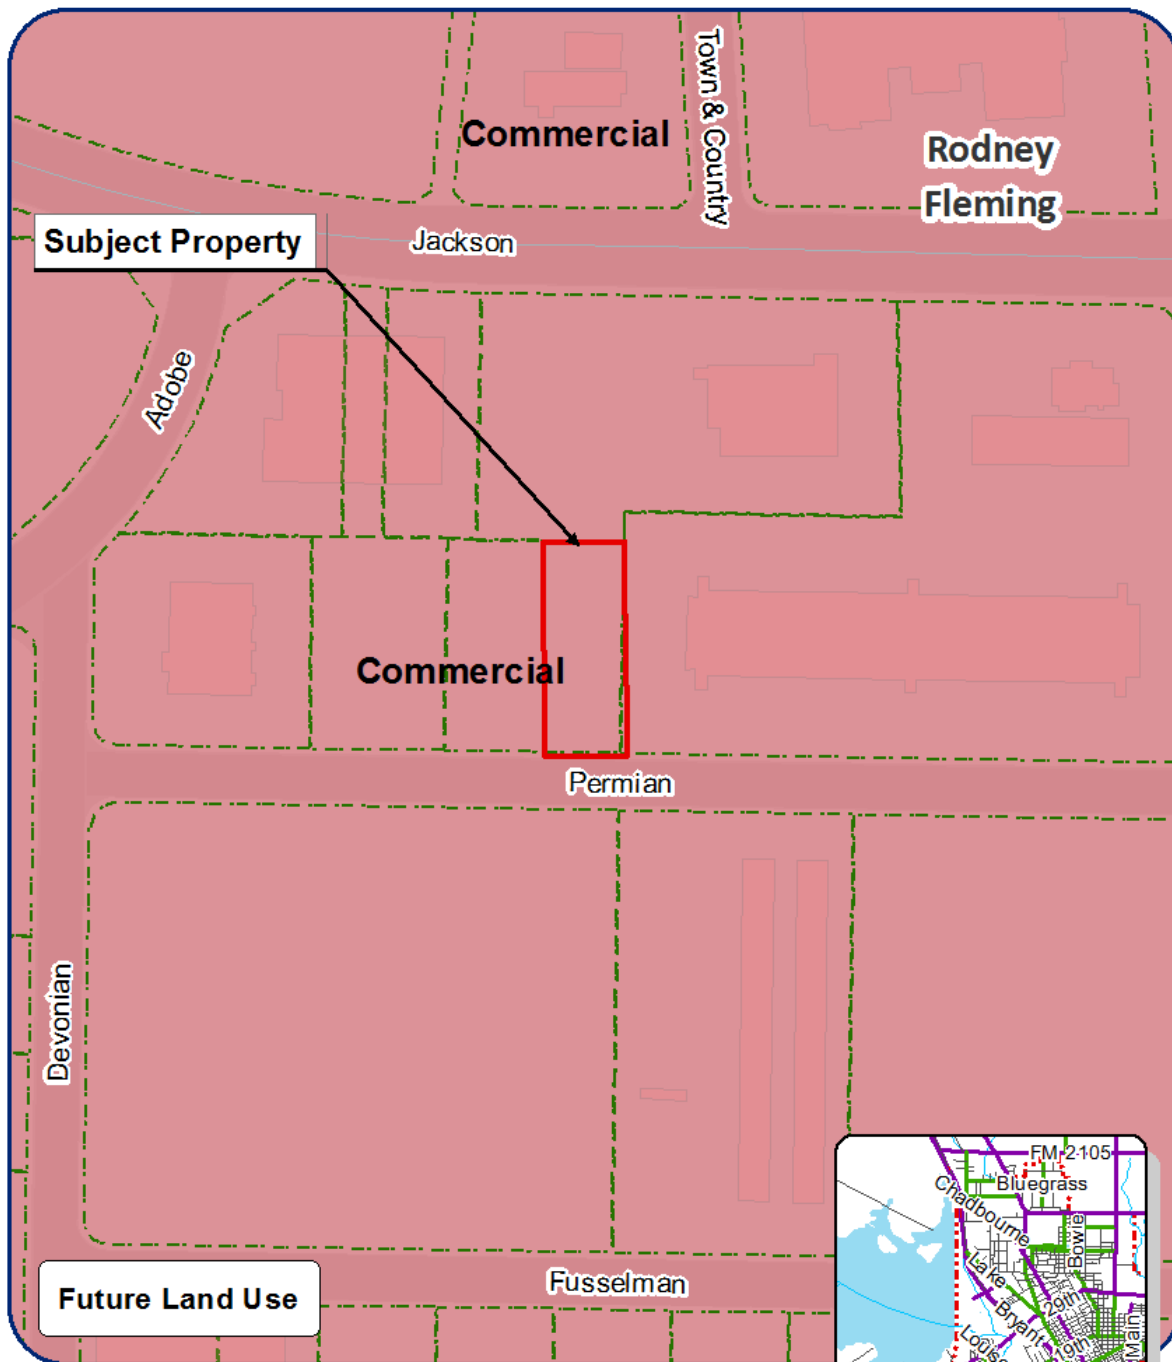 Town & Country
Commercial
Rodney
Fleming
Subject Property
Jackson
Adobe
Commercial
Permian
Devonian
FM 2105
Bluegrass
Chadbourne
Bowie
Lake
29th
Bryant
Main
19th
Fusselman
Future Land Use